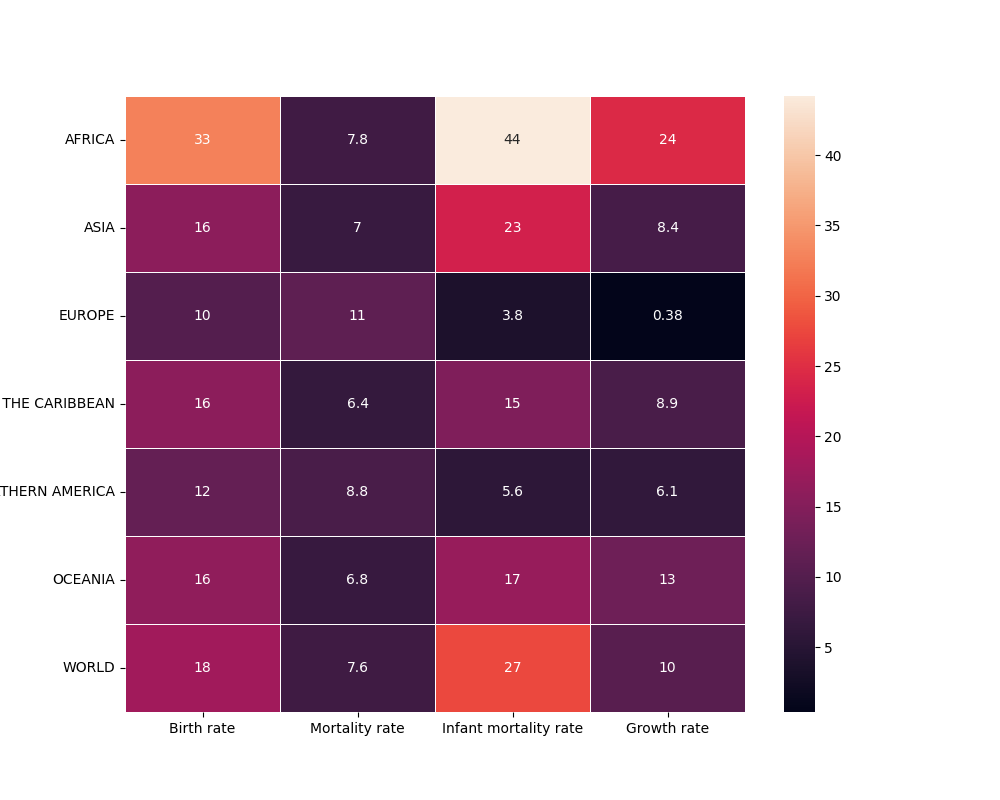 AFRICA 33 7.8 44 24
ASIA 16 7 23 8.4
EUROPE 10 11 3.8 0.38
THE CARIBBEAN 16 6.4 15 8.9
THERN AMERICA 12 8.8 5.6 6.1
OCEANIA 16 6.8 17 13
WORLD 18 7.6 27 10
Birth rate Mortality rate Infant mortality rate Growth rate
40
35
30
25
20
15
10
5